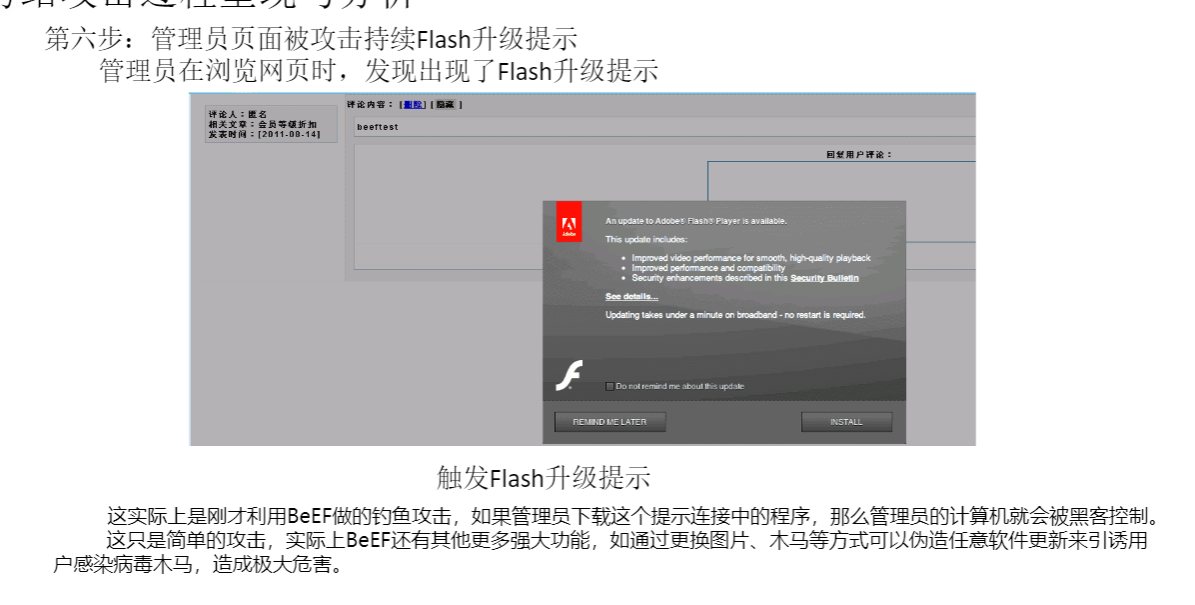 网络攻击过程重现与分析
第六步：管理员页面被攻击持续Flash升级提示
管理员在浏览网页时，发现出现了Flash升级提示
评论人：匿名
相关文章：会员等级折扣
发表时间：[2011-08-14]
评论内容： [删除] [隐藏 ]
beeftest
回复用户评论：
Adobe
An update to Adobe® Flash® Player is available.
This update includes:
• Improved video performance for smooth, high-quality playback
• Improved performance and compatibility
• Security enhancements described in this Security Bulletin
See details...
Updating takes under a minute on broadband - no restart is required.
Do not remind me about this update
REMIND ME LATER
INSTALL
触发Flash升级提示
这实际上是刚才利用BeEF做的钓鱼攻击，如果管理员下载这个提示连接中的程序，那么管理员的计算机就会被黑客控制。
这只是简单的攻击，实际上BeEF还有其他更多强大功能，如通过更换图片、木马等方式可以伪造任意软件更新来引诱用
户感染病毒木马，造成极大危害。